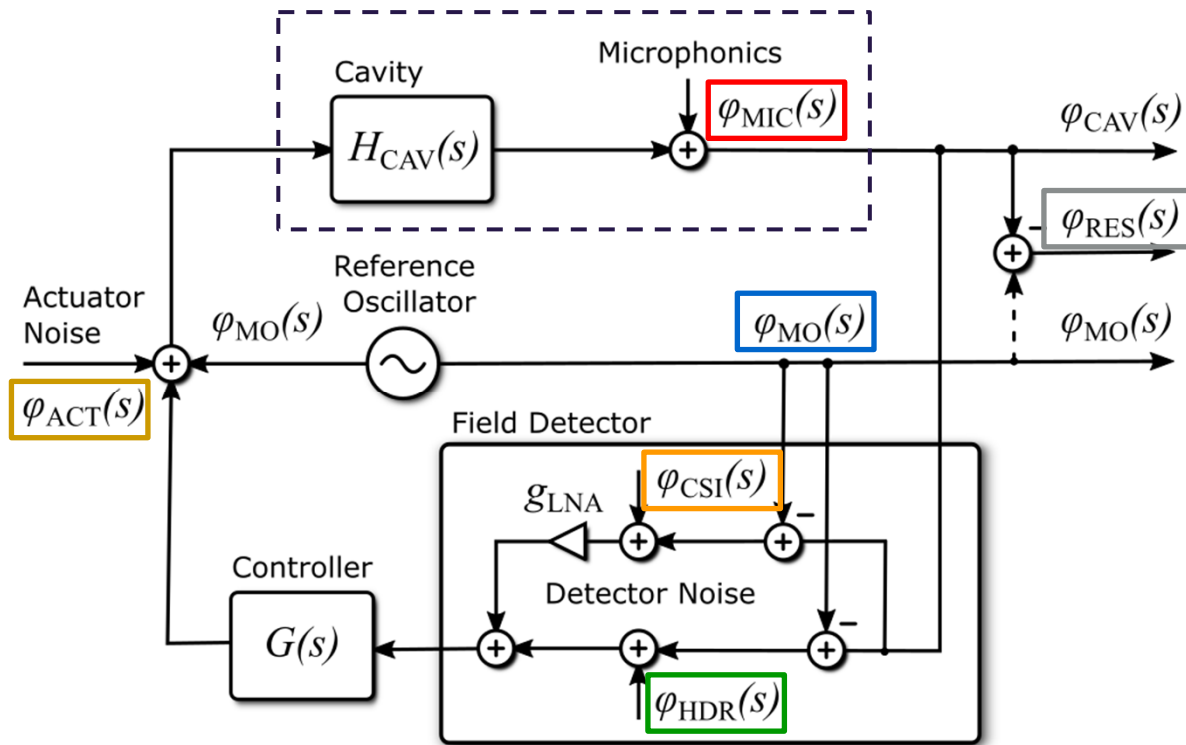 Microphonics
Cavity
φMIC(s)
φCAV(s)
HCAV(s)
φRES(s)
Reference
Oscillator
Actuator
Noise
φMO(s)
φMO(s)
φMO(s)
φACT(s)
Field Detector
φCSI(s)
gLNA
Controller
Detector Noise
G(s)
φHDR(s)